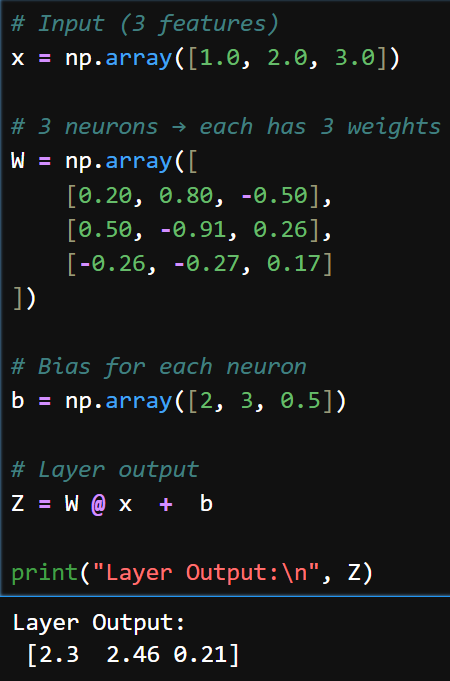 # Input (3 features)
x = np.array([1.0, 2.0, 3.0])
# 3 neurons → each has 3 weights
W = np.array([
    [0.20, 0.80, -0.50],
    [0.50, -0.91, 0.26],
    [-0.26, -0.27, 0.17]
])
# Bias for each neuron
b = np.array([2, 3, 0.5])
# Layer output
Z = W @ x  +  b
print("Layer Output:\n", Z)
Layer Output:
 [2.3  2.46 0.21]